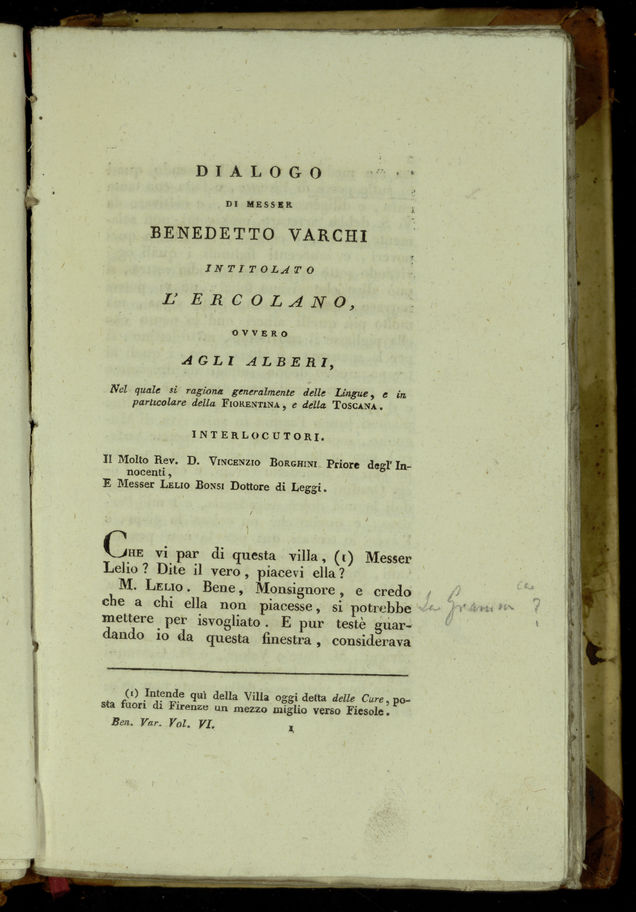 DIALOGO
DI MESSER
BENEDETTO VARCHI
INTITOLATO
L' ERCOLANO,
OVVERO
AGLI ALBERI,
Nel quale si ragiona generalmente delle Lingue, e in
particolare della FIORENTINA, e della TOSCANA.
INTERLOCUTORI.
Il Molto Rev. D. VINCENZIO BORGHINI Priore degl' In-
nocenti,
E Messer LELIO BONSI Dottore di Leggi.
CHE vi par di questa villa, (1) Messer
Lelio? Dite il vero, piacevi ella?
M. LELIO. Bene, Monsignore, e credo
che a chi ella non piacesse, si potrebbe
mettere per isvogliato. E pur testè guar-
dando io da questa finestra, considerava
La Gramm ca ?
(1) Intende quì della Villa oggi detta delle Cure, po-
sta fuori di Firenze un mezzo miglio verso Fiesole.
Ben. Var. Vol. VI. 1